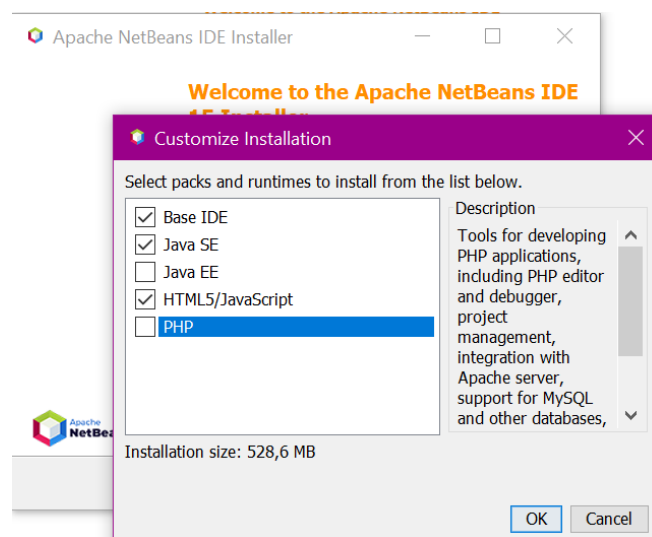 Apache NetBeans IDE Installer
Welcome to the Apache NetBeans IDE
15 Installer
Customize Installation
Select packs and runtimes to install from the list below.
Base IDE
Java SE
Java EE
HTML5/JavaScript
PHP
Description
Tools for developing
PHP applications,
including PHP editor
and debugger,
project
management,
integration with
Apache server,
support for MySQL
and other databases,
Apache
NetBea
Installation size: 528,6 MB
OK
Cancel